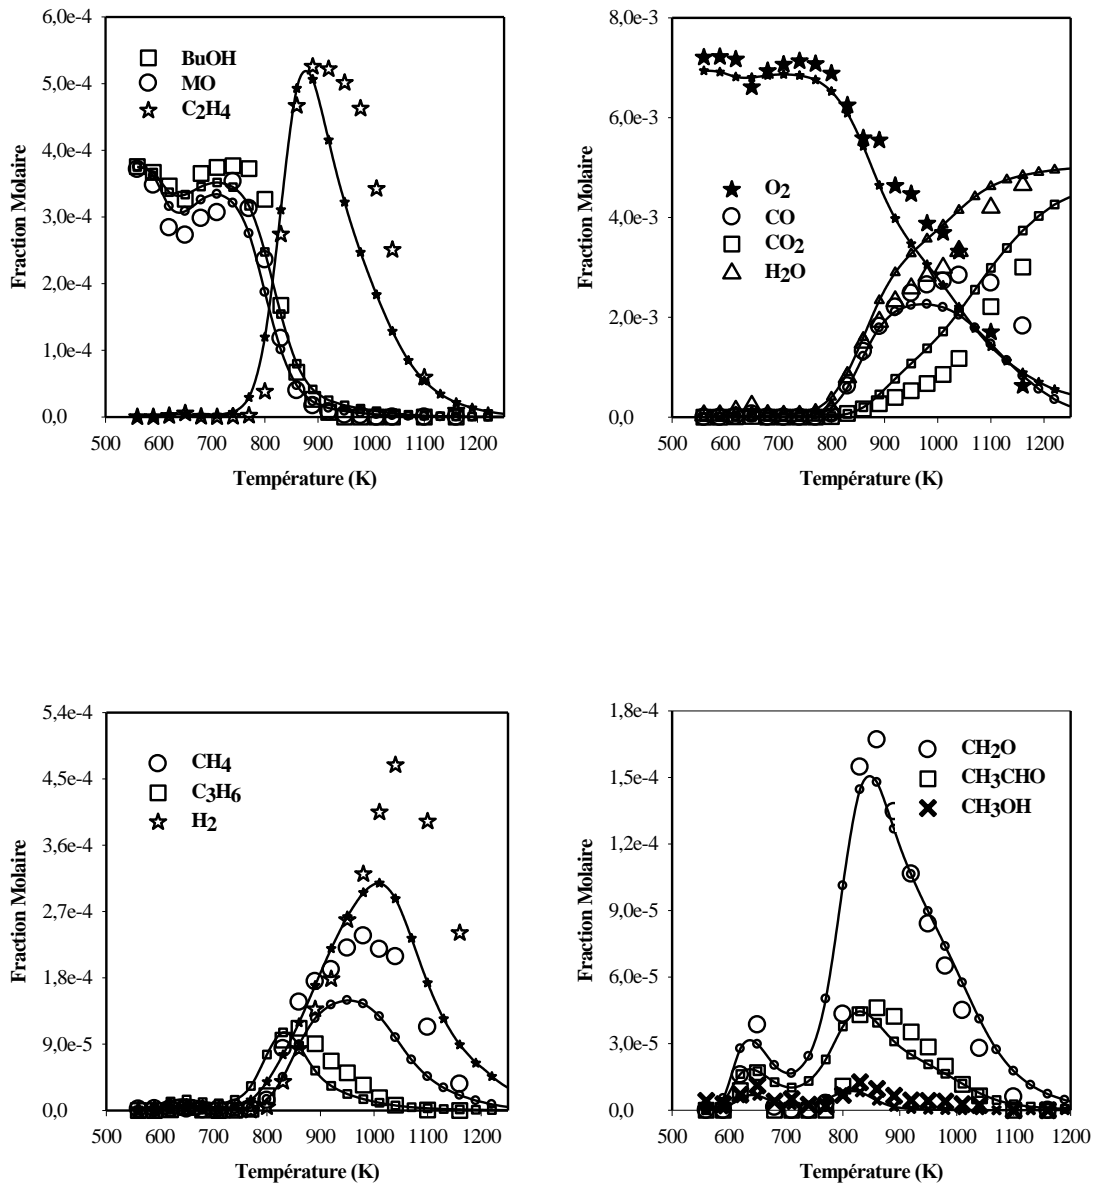 6,0e-4
5,0e-4
4,0e-4
3,0e-4
2,0e-4
1,0e-4
0,0
Fraction Molaire
BuOH
MO
C2H4
500 600 700 800 900 1000 1100 1200
Température (K)
8,0e-3
6,0e-3
4,0e-3
2,0e-3
0,0
Fraction Molaire
O2
CO
CO2
H2O
500 600 700 800 900 1000 1100 1200
Température (K)
5,4e-4
4,5e-4
3,6e-4
2,7e-4
1,8e-4
9,0e-5
0,0
Fraction Molaire
CH4
C3H6
H2
500 600 700 800 900 1000 1100 1200
Température (K)
1,8e-4
1,5e-4
1,2e-4
9,0e-5
6,0e-5
3,0e-5
0,0
Fraction Molaire
CH2O
CH3CHO
CH3OH
500 600 700 800 900 1000 1100 1200
Température (K)